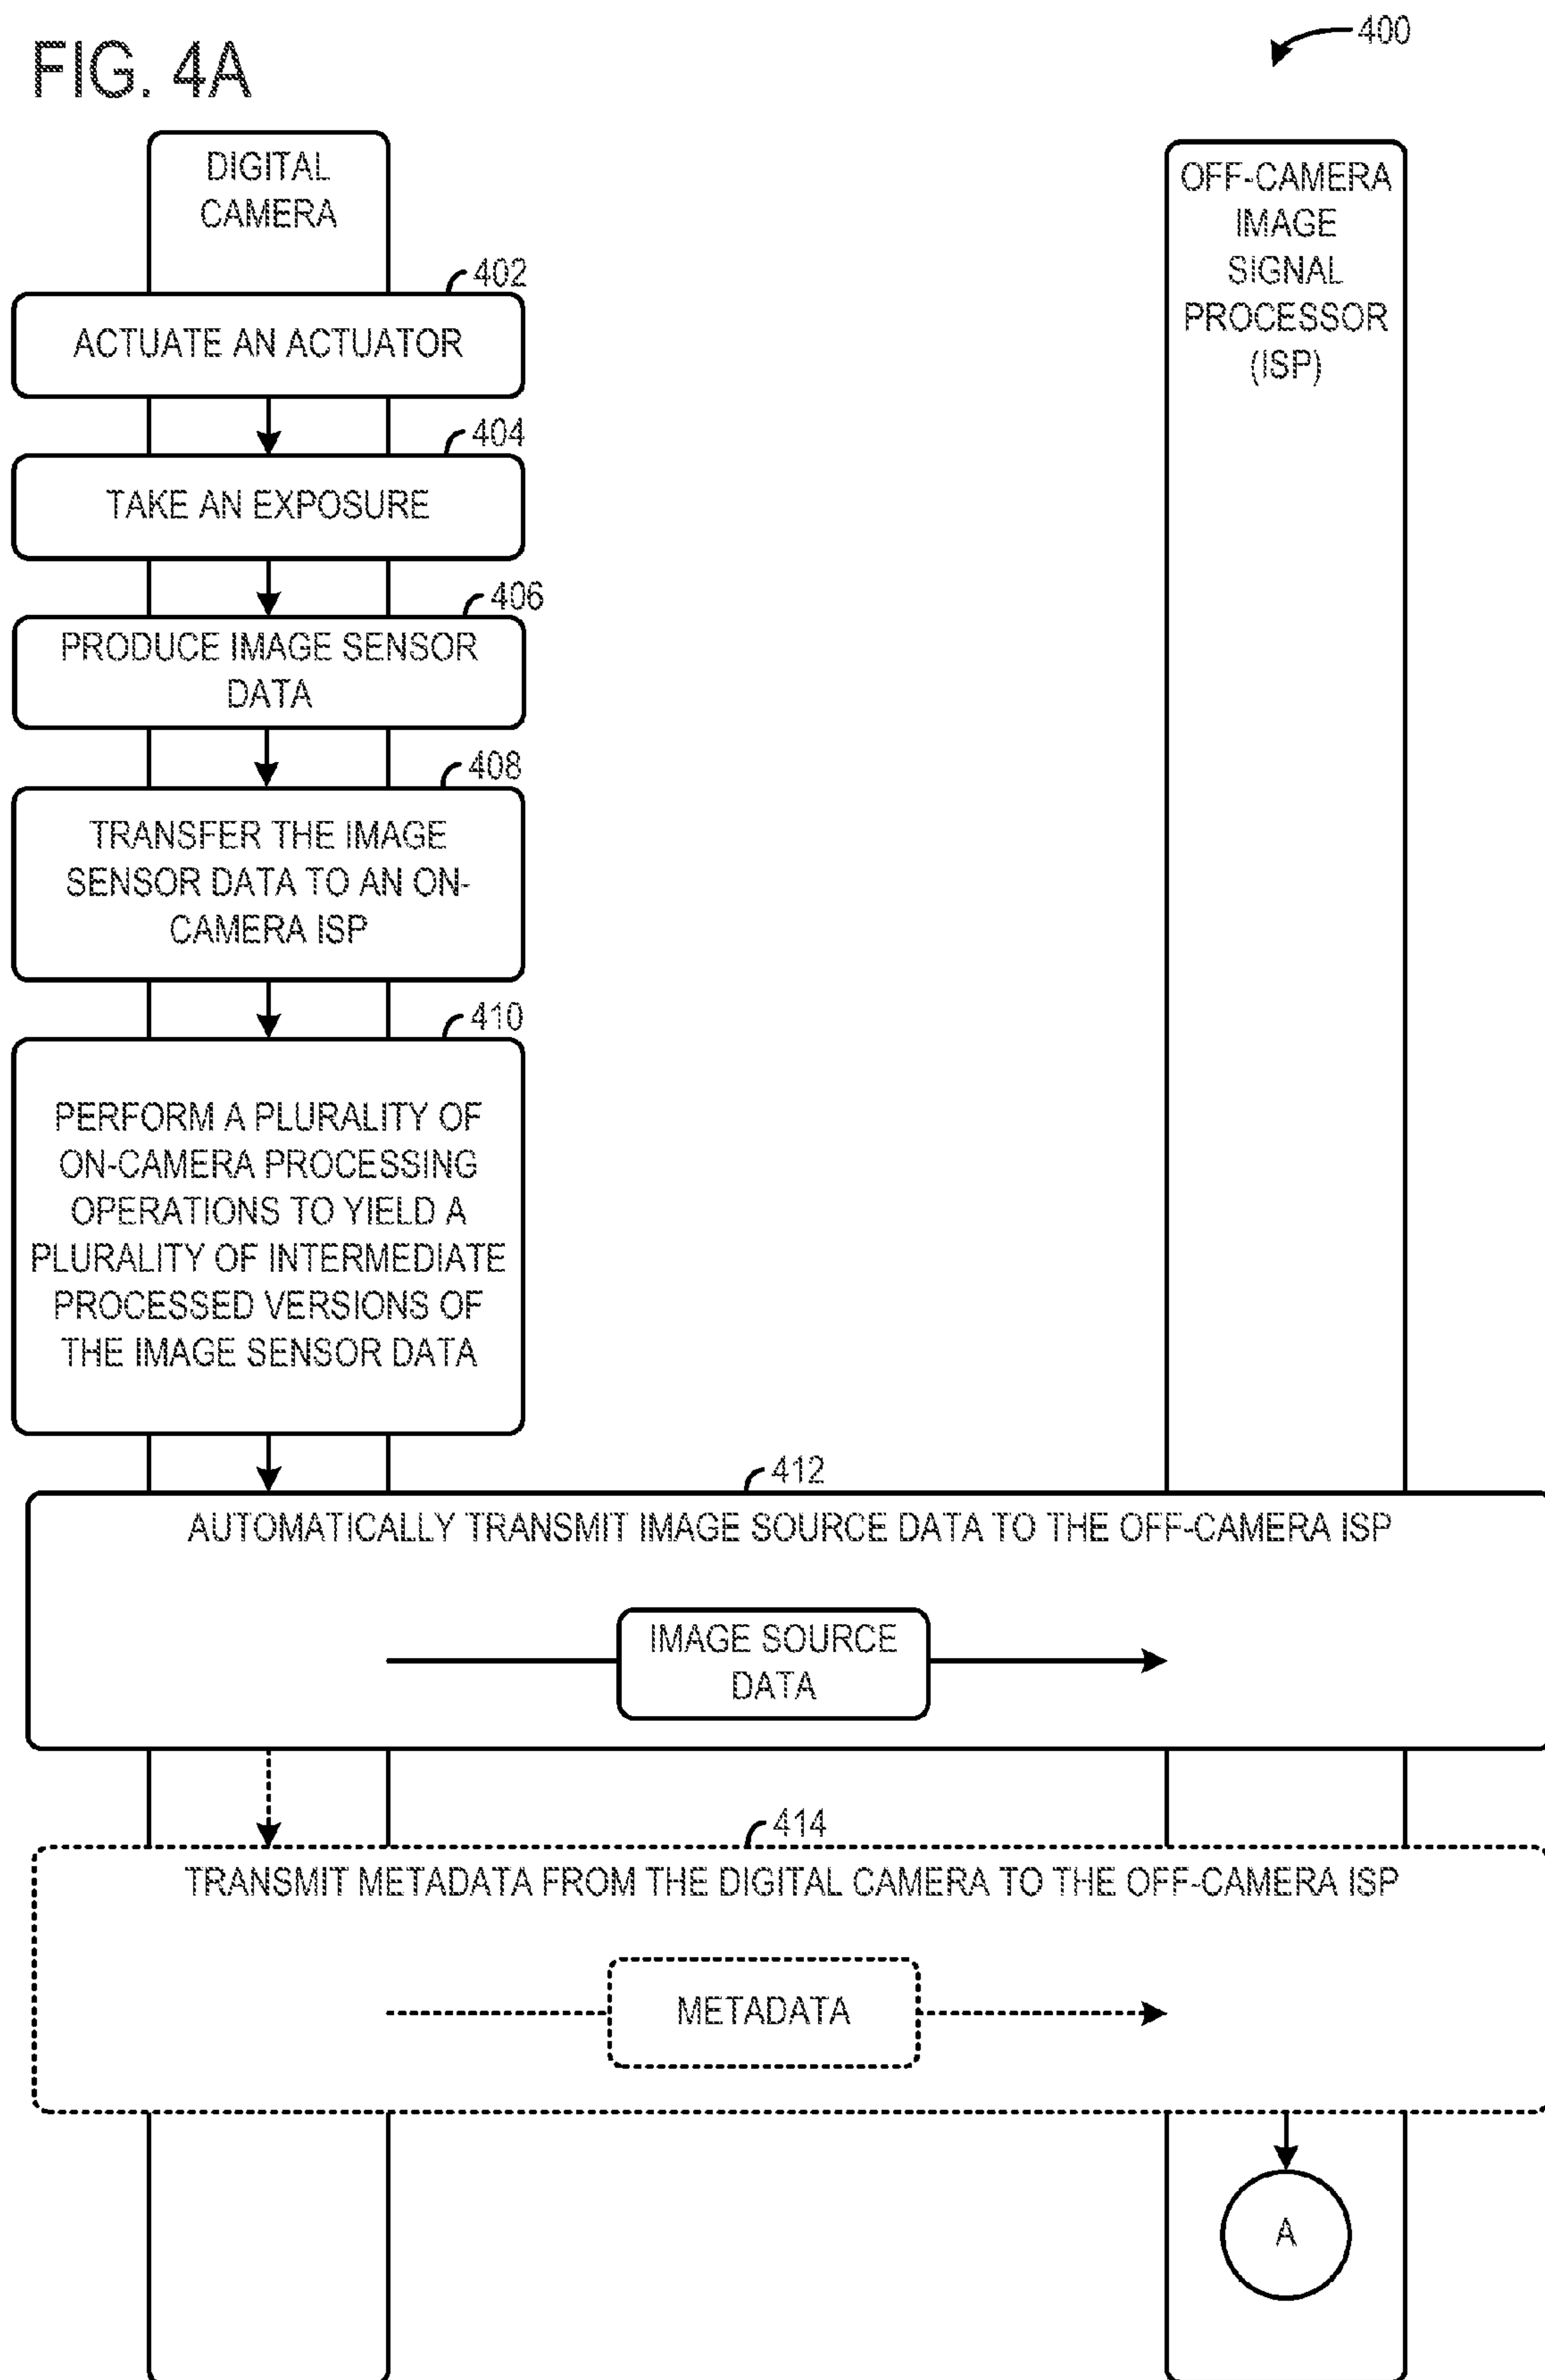 FIG. 4A
400
DIGITAL
CAMERA
OFF-CAMERA
IMAGE
SIGNAL
PROCESSOR
(ISP)
402
ACTUATE AN ACTUATOR
404
TAKE AN EXPOSURE
406
PRODUCE IMAGE SENSOR
DATA
408
TRANSFER THE IMAGE
SENSOR DATA TO AN ON-
CAMERA ISP
410
PERFORM A PLURALITY OF
ON-CAMERA PROCESSING
OPERATIONS TO YIELD A
PLURALITY OF INTERMEDIATE
PROCESSED VERSIONS OF
THE IMAGE SENSOR DATA
412
AUTOMATICALLY TRANSMIT IMAGE SOURCE DATA TO THE OFF-CAMERA ISP
IMAGE SOURCE
DATA
414
TRANSMIT METADATA FROM THE DIGITAL CAMERA TO THE OFF-CAMERA ISP
METADATA
A